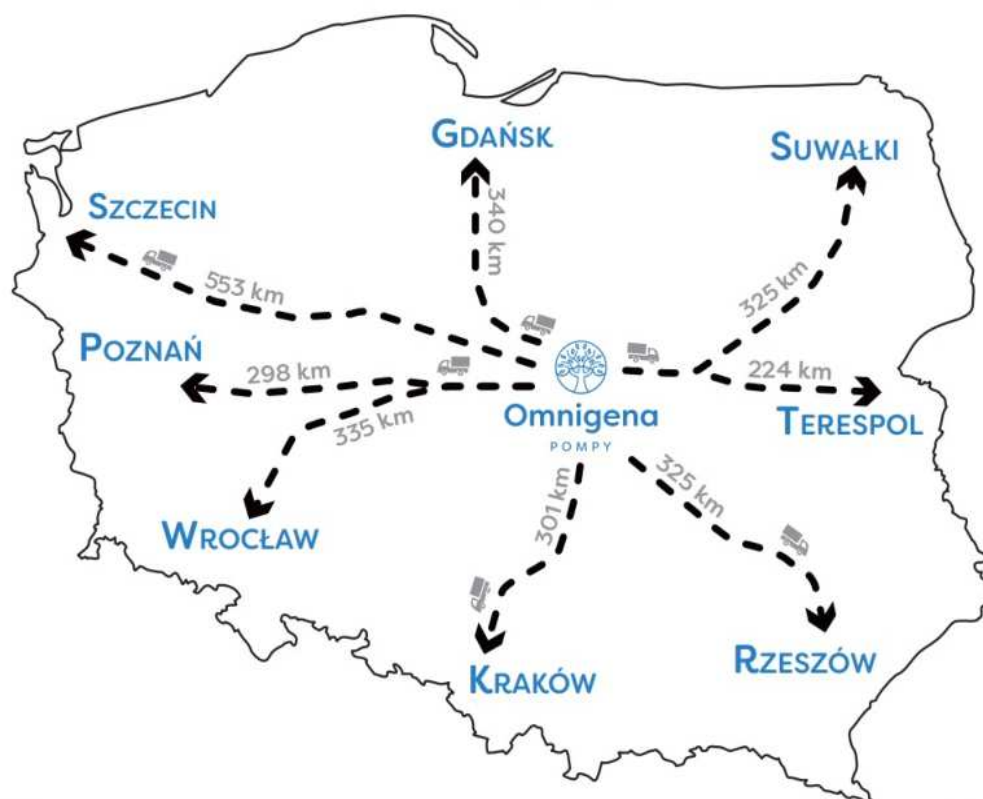 GDAŃSK
SUWAŁKI
SZCZECIN
340 km
553 km
325 km
POZNAŃ
298 km
224 km
Omnigena
POMPY
TERESPOL
335 km
325 km
301 km
WROCŁAW
KRAKÓW
RZESZÓW